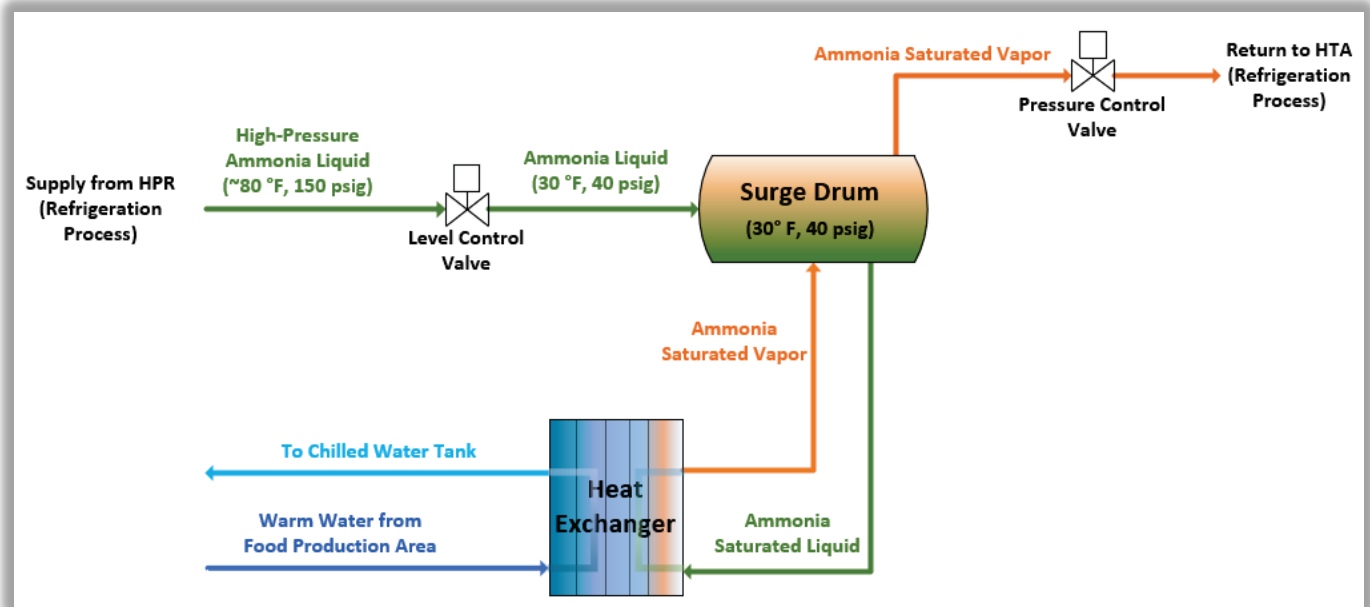 Ammonia Saturated Vapor
Return to HTA
(Refrigeration
Process)
Pressure Control
Valve
High-Pressure
Ammonia Liquid
(~80 °F, 150 psig)
Ammonia Liquid
(30 °F, 40 psig)
Supply from HPR
(Refrigeration
Process)
Level Control
Valve
Surge Drum
(30° F, 40 psig)
Ammonia
Saturated Vapor
To Chilled Water Tank
Heat
Exchanger
Warm Water from
Food Production Area
Ammonia
Saturated Liquid